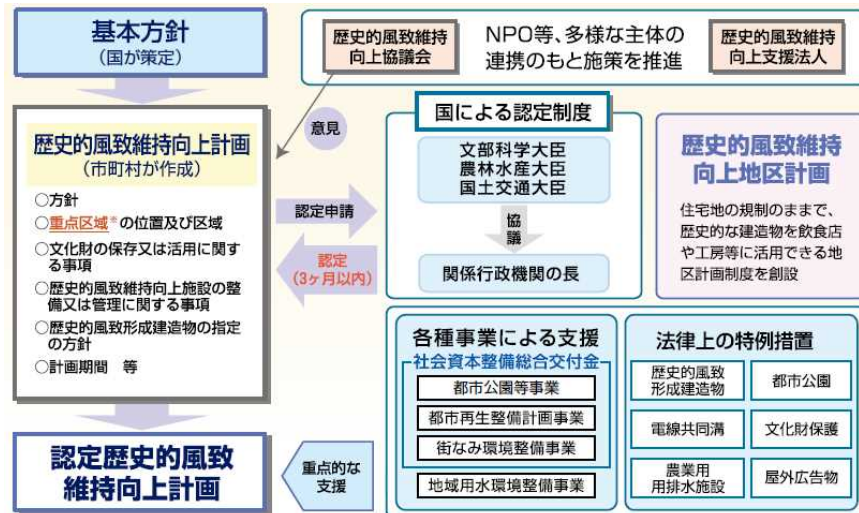 基本方針
(国が策定)
歴史的風致維持
向上協議会
NPO等、多様な主体の
連携のもと施策を推進
歴史的風致維持
向上支援法人
意見
歴史的風致維持向上計画
(市町村が作成)
○方針
○重点区域※の位置及び区域
○文化財の保存又は活用に関す
る事項
○歴史的風致維持向上施設の整
備又は管理に関する事項
○歴史的風致形成建造物の指定
の方針
○計画期間 等
認定申請
認定
(3ヶ月以内)
国による認定制度
文部科学大臣
農林水産大臣
国土交通大臣
協議
関係行政機関の長
歴史的風致維持
向上地区計画
住宅地の規制のままで、
歴史的な建造物を飲食店
や工房等に活用できる地
区計画制度を創設
認定歴史的風致
維持向上計画
重点的な
支援
各種事業による支援
社会資本整備総合交付金
都市公園等事業
都市再生整備計画事業
街なみ環境整備事業
地域用水環境整備事業
法律上の特例措置
歴史的風致
形成建造物
都市公園
電線共同溝
文化財保護
農業用
用排水施設
屋外広告物